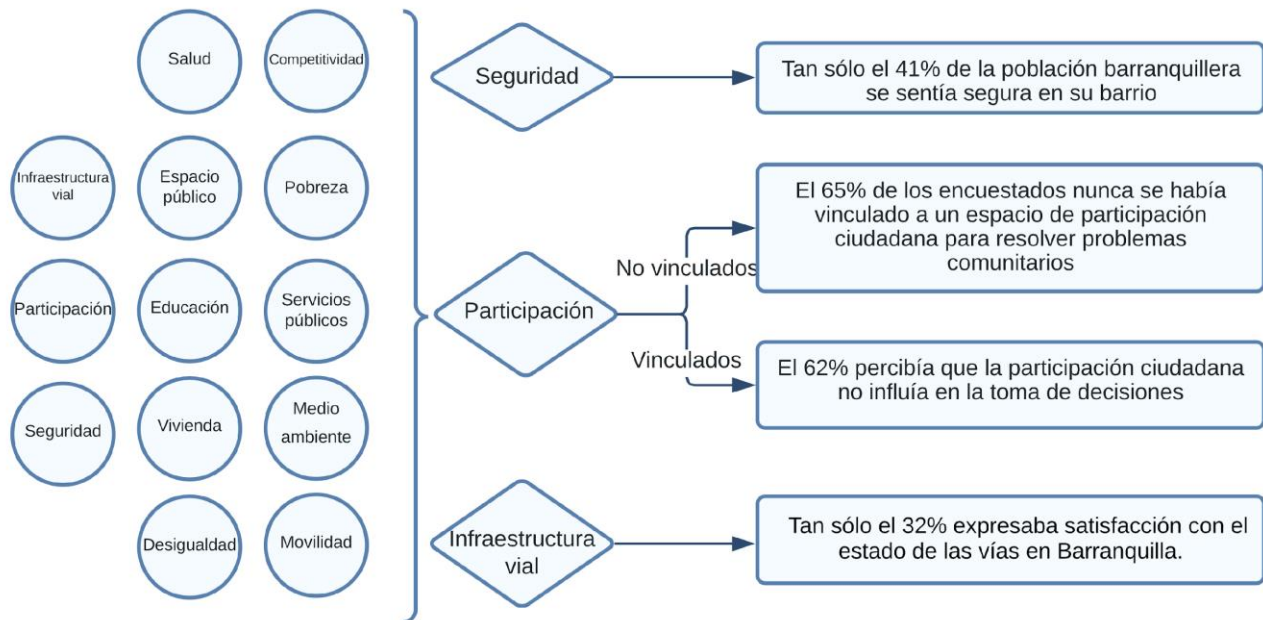 Salud
Competitividad
Infraestructura
vial
Espacio
público
Pobreza
Participación
Educación
Servicios
públicos
Seguridad
Vivienda
Medio
ambiente
Desigualdad
Movilidad
Seguridad
Tan sólo el 41% de la población barranquillera
se sentía segura en su barrio
Participación
No vinculados
El 65% de los encuestados nunca se había
vinculado a un espacio de participación
ciudadana para resolver problemas
comunitarios
Vinculados
El 62% percibía que la participación ciudadana
no influía en la toma de decisiones
Infraestructura
vial
Tan sólo el 32% expresaba satisfacción con el
estado de las vías en Barranquilla.